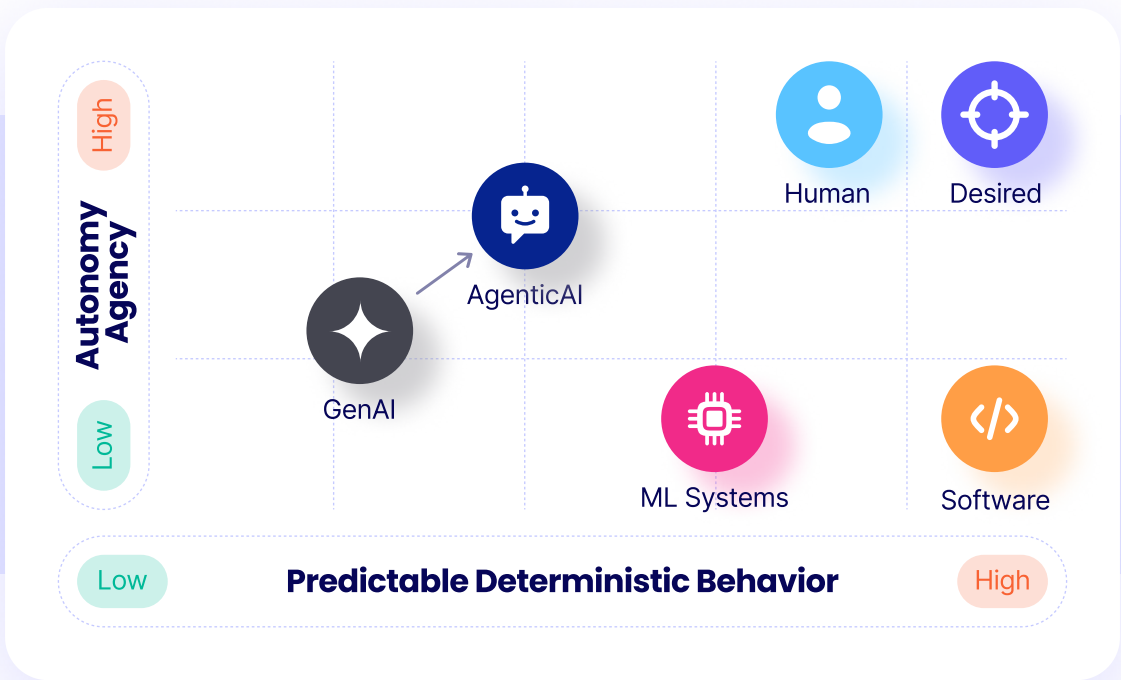 High
Autonomy
Agency
Low
Human
Desired
AgenticAI
GenAI
ML Systems
Software
Low
Predictable Deterministic Behavior
High